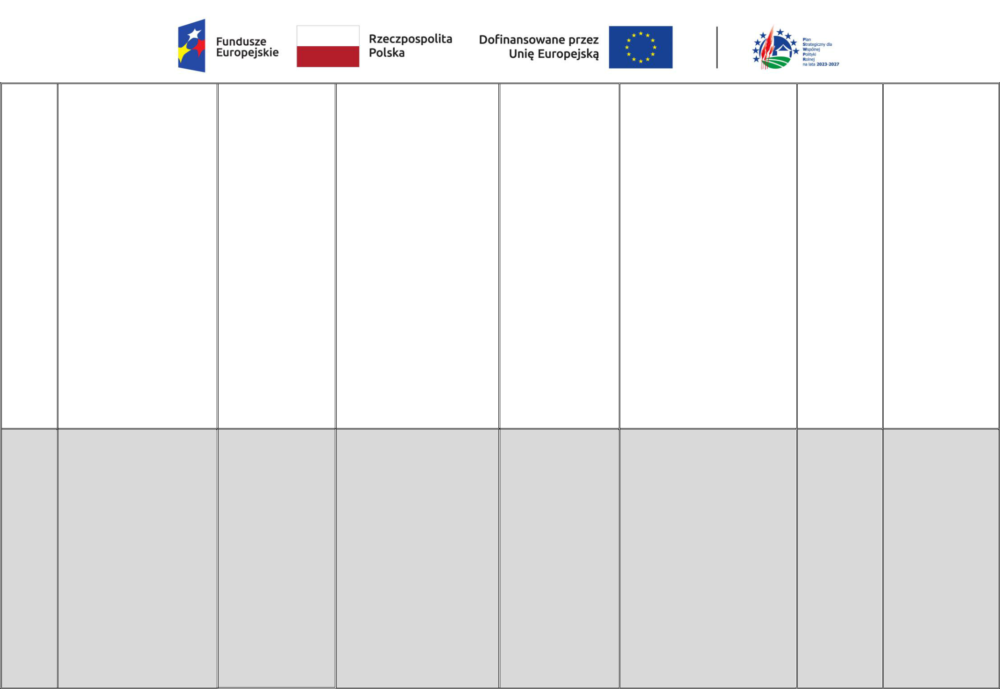 Fundusze
Europejskie
Rzeczpospolita
Polska
Dofinansowane przez
Unię Europejską
Plan
Strategiczny dla
Wspólnej
Polityki
Rolnej
na lata 2023-2027